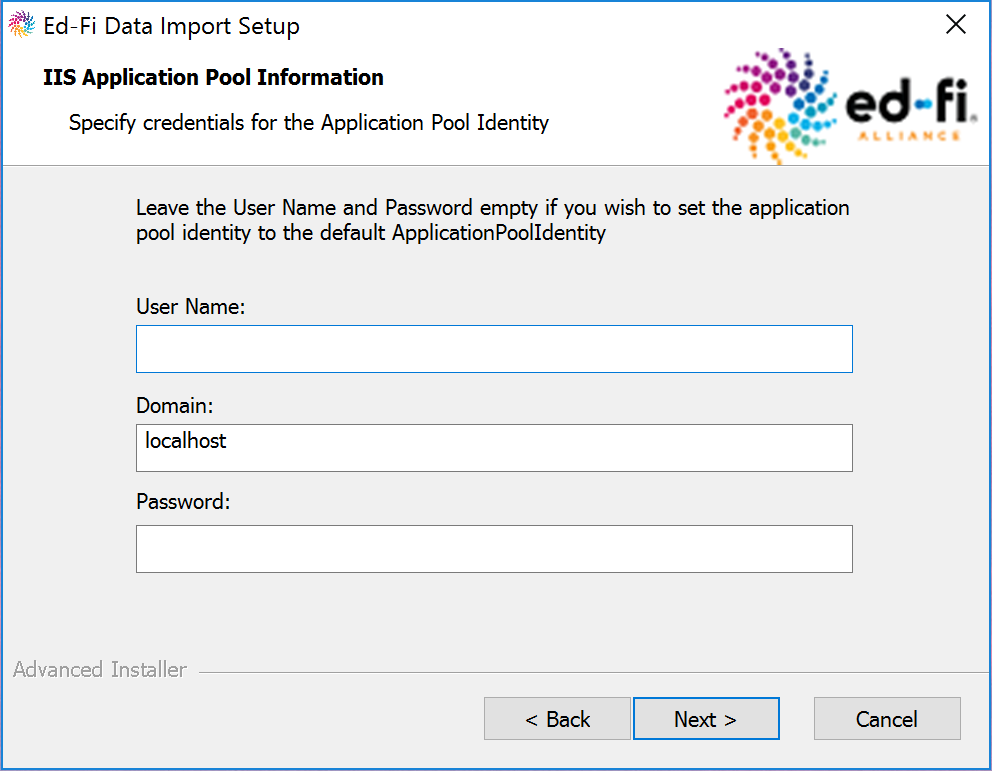 Ed-Fi Data Import Setup
IIS Application Pool Information
Specify credentials for the Application Pool Identity
ed-fi®
ALLIANCE
Leave the User Name and Password empty if you wish to set the application
pool identity to the default ApplicationPoolIdentity
User Name:
Domain:
localhost
Password:
Advanced Installer
< Back
Next >
Cancel